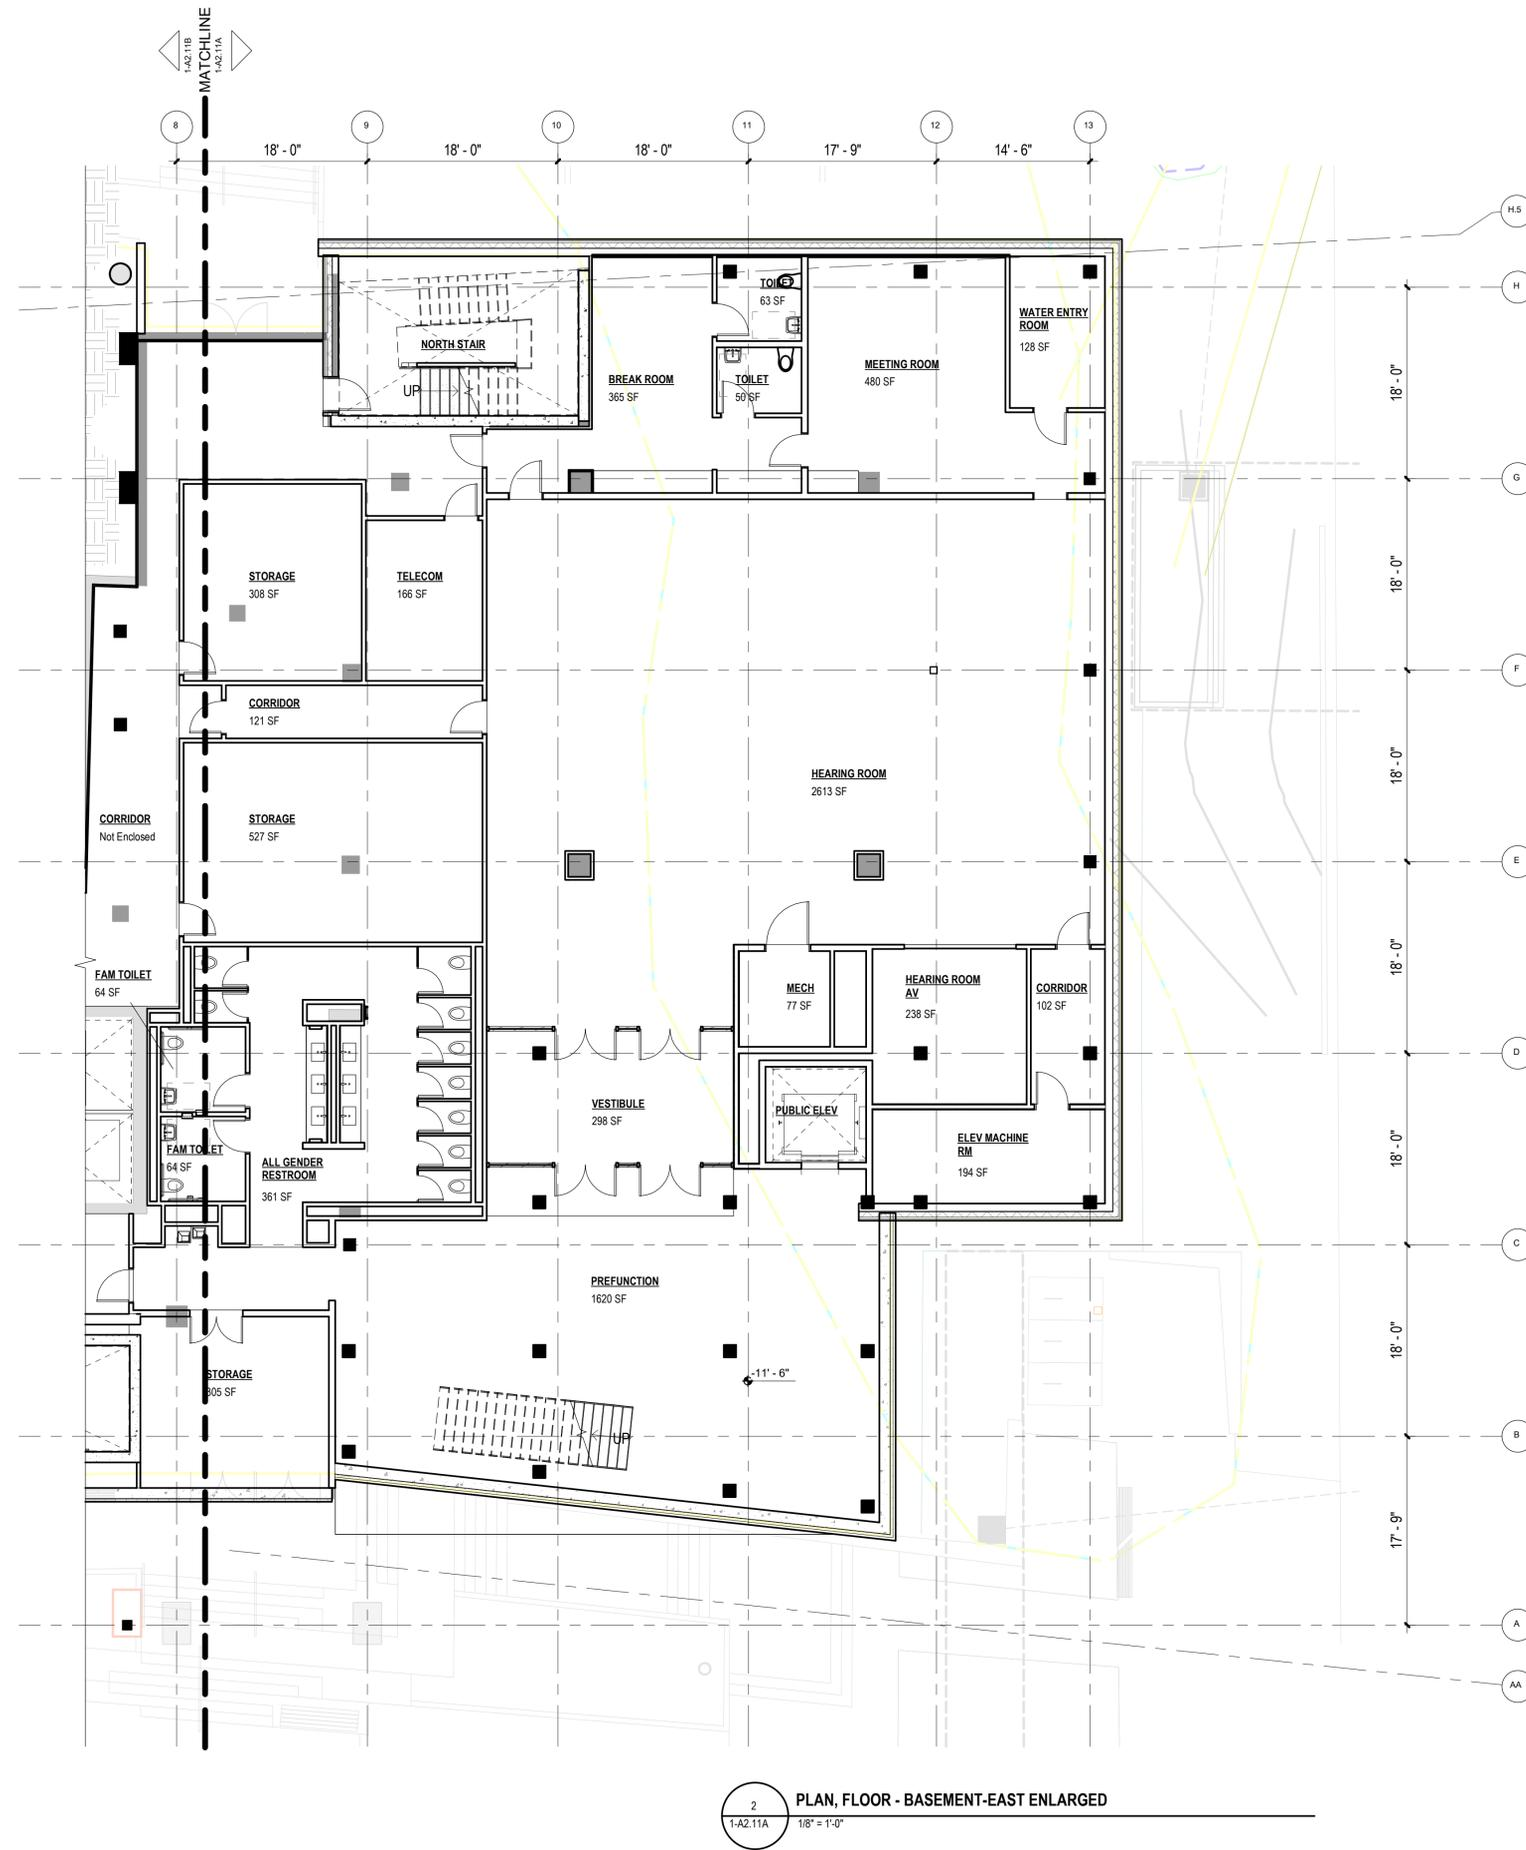 1-A2.11B
MATCHLINE
1-A2.11A
8
9
10
11
12
13
18' - 0"
18' - 0"
18' - 0"
17' - 9"
14' - 6"
H.5
H
TOILET
63 SF
WATER ENTRY
ROOM
128 SF
NORTH STAIR
UP
BREAK ROOM
365 SF
TOILET
50 SF
MEETING ROOM
480 SF
18' - 0"
G
STORAGE
308 SF
TELECOM
166 SF
18' - 0"
F
CORRIDOR
121 SF
HEARING ROOM
2613 SF
18' - 0"
CORRIDOR
Not Enclosed
STORAGE
527 SF
E
FAM TOILET
64 SF
MECH
77 SF
HEARING ROOM
AV
238 SF
CORRIDOR
102 SF
18' - 0"
D
VESTIBULE
298 SF
PUBLIC ELEV
ELEV MACHINE
RM
194 SF
18' - 0"
FAM TOILET
64 SF
ALL GENDER
RESTROOM
361 SF
C
PREFUNCTION
1620 SF
18' - 0"
STORAGE
305 SF
-11' - 6"
UP
B
17' - 9"
A
AA
2
1-A2.11A
PLAN, FLOOR - BASEMENT-EAST ENLARGED
1/8" = 1'-0"